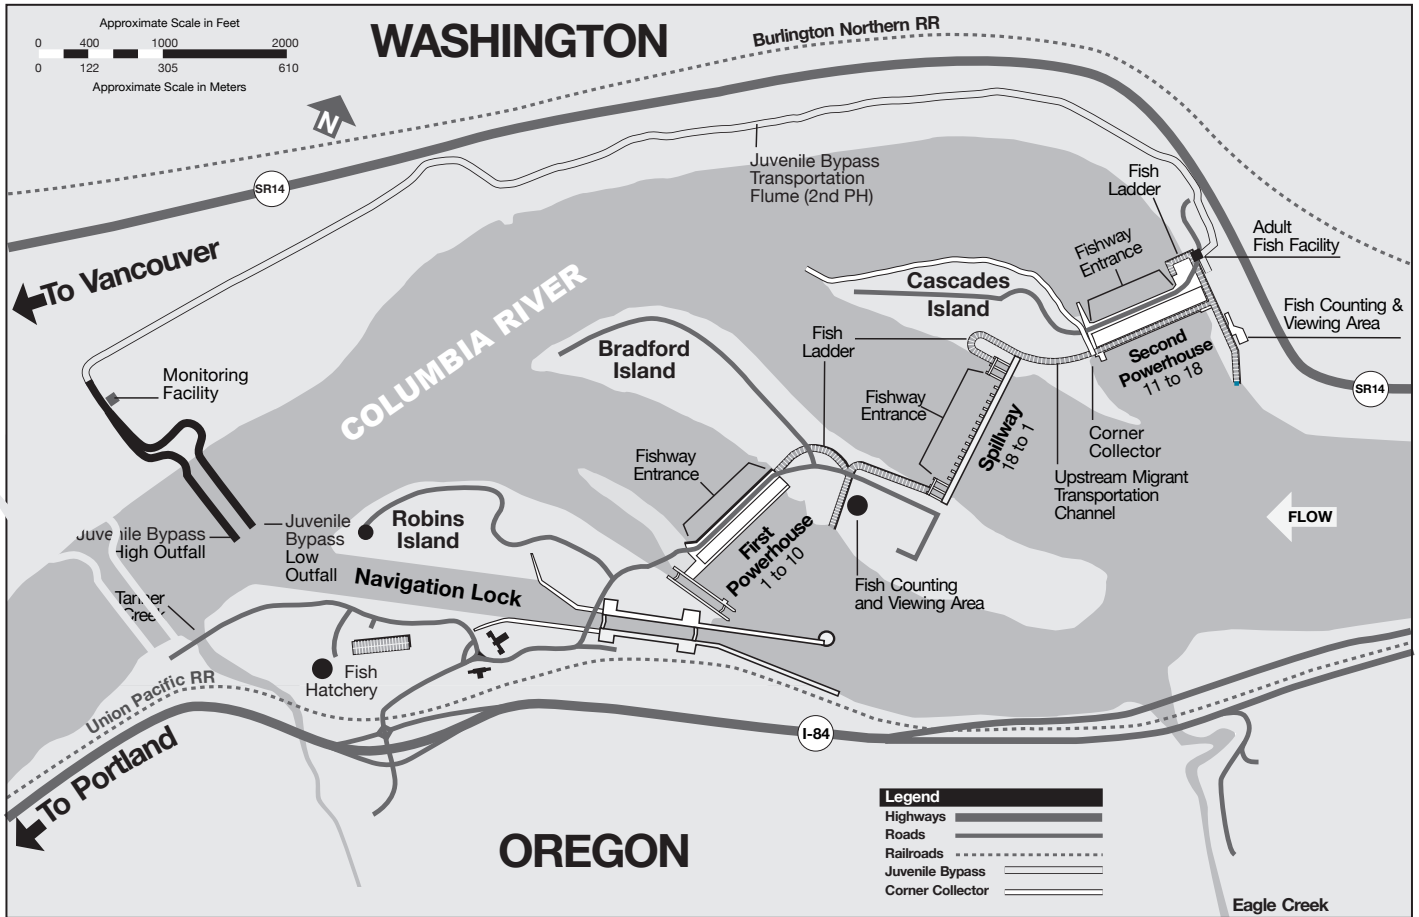 Approximate Scale in Feet
0 400 1000 2000
0 122 305 610
Approximate Scale in Meters
WASHINGTON
Burlington Northern RR
N
SR14
Juvenile Bypass
Transportation
Flume (2nd PH)
Fish
Ladder
Adult
Fish Facility
Fishway
Entrance
To Vancouver
Cascades
Island
Fish Counting &
Viewing Area
COLUMBIA RIVER
Fish
Ladder
Bradford
Island
Second
Powerhouse
11 to 18
SR14
Monitoring
Facility
Fishway
Entrance
Spillway
18 to 1
Corner
Collector
Fishway
Entrance
Upstream Migrant
Transportation
Channel
FLOW
Juvenile Bypass
High Outfall
Juvenile
Bypass
Low
Outfall
Robins
Island
First
Powerhouse
1 to 10
Navigation Lock
Fish Counting
and Viewing Area
Tanner
Creek
Fish
Hatchery
Union Pacific RR
I-84
To Portland
OREGON
Legend
Highways
Roads
Railroads
Juvenile Bypass
Corner Collector
Eagle Creek